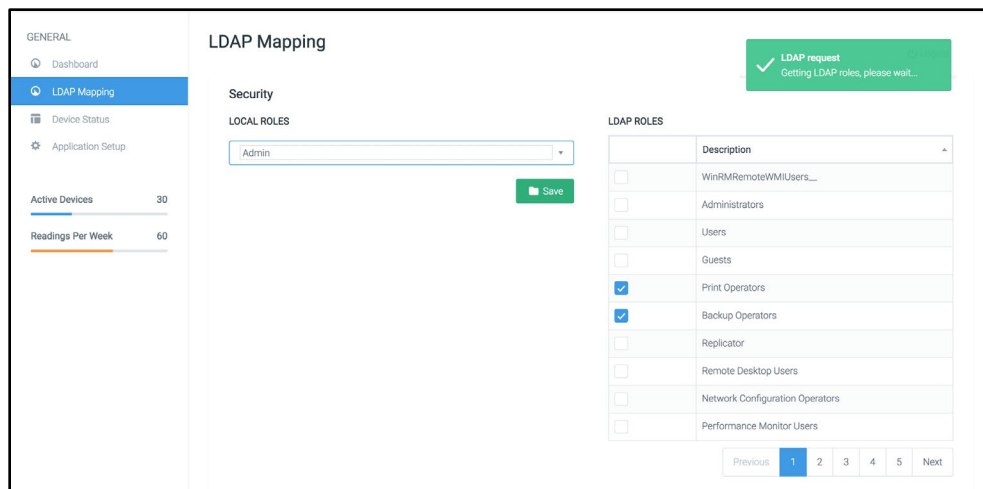 GENERAL
Dashboard
LDAP Mapping
Device Status
Application Setup
Active Devices 30
Readings Per Week 60
LDAP Mapping
LDAP request
Getting LDAP roles, please wait...
Security
LOCAL ROLES
Admin
Save
LDAP ROLES
Description
WinRMRemoteWMIUsers__
Administrators
Users
Guests
Print Operators
Backup Operators
Replicator
Remote Desktop Users
Network Configuration Operators
Performance Monitor Users
Previous 1 2 3 4 5 Next